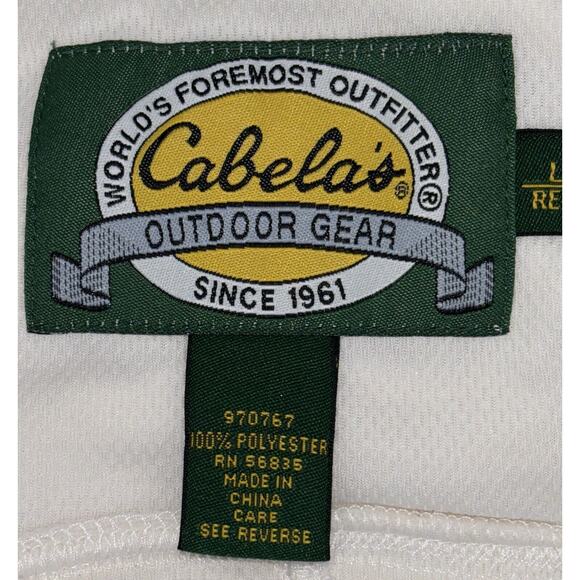 WORLD'S FOREMOST OUTFITTER®
Cabela's®
OUTDOOR GEAR
SINCE 1961
L
RE
970767
100% POLYESTER
RN 56835
MADE IN
CHINA
CARE
SEE REVERSE